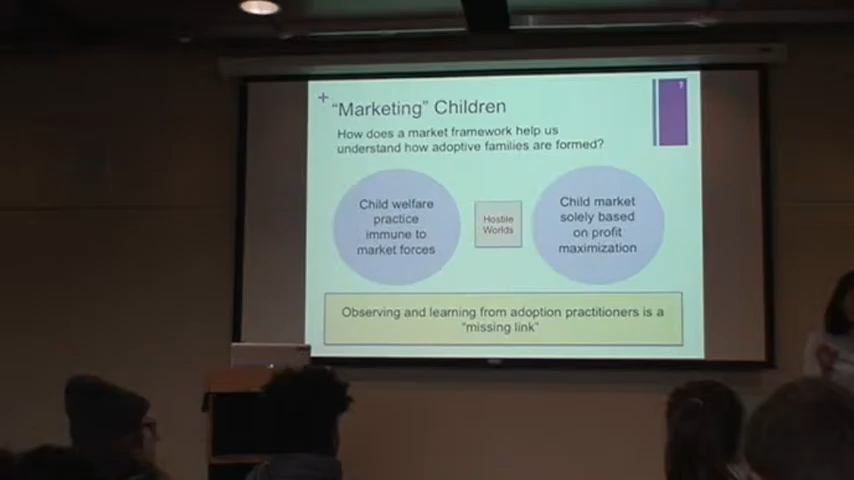 7
+ "Marketing" Children
How does a market framework help us
understand how adoptive families are formed?
Child welfare
practice
immune to
market forces
Hostile
Worlds
Child market
solely based
on profit
maximization
Observing and learning from adoption practitioners is a
"missing link"